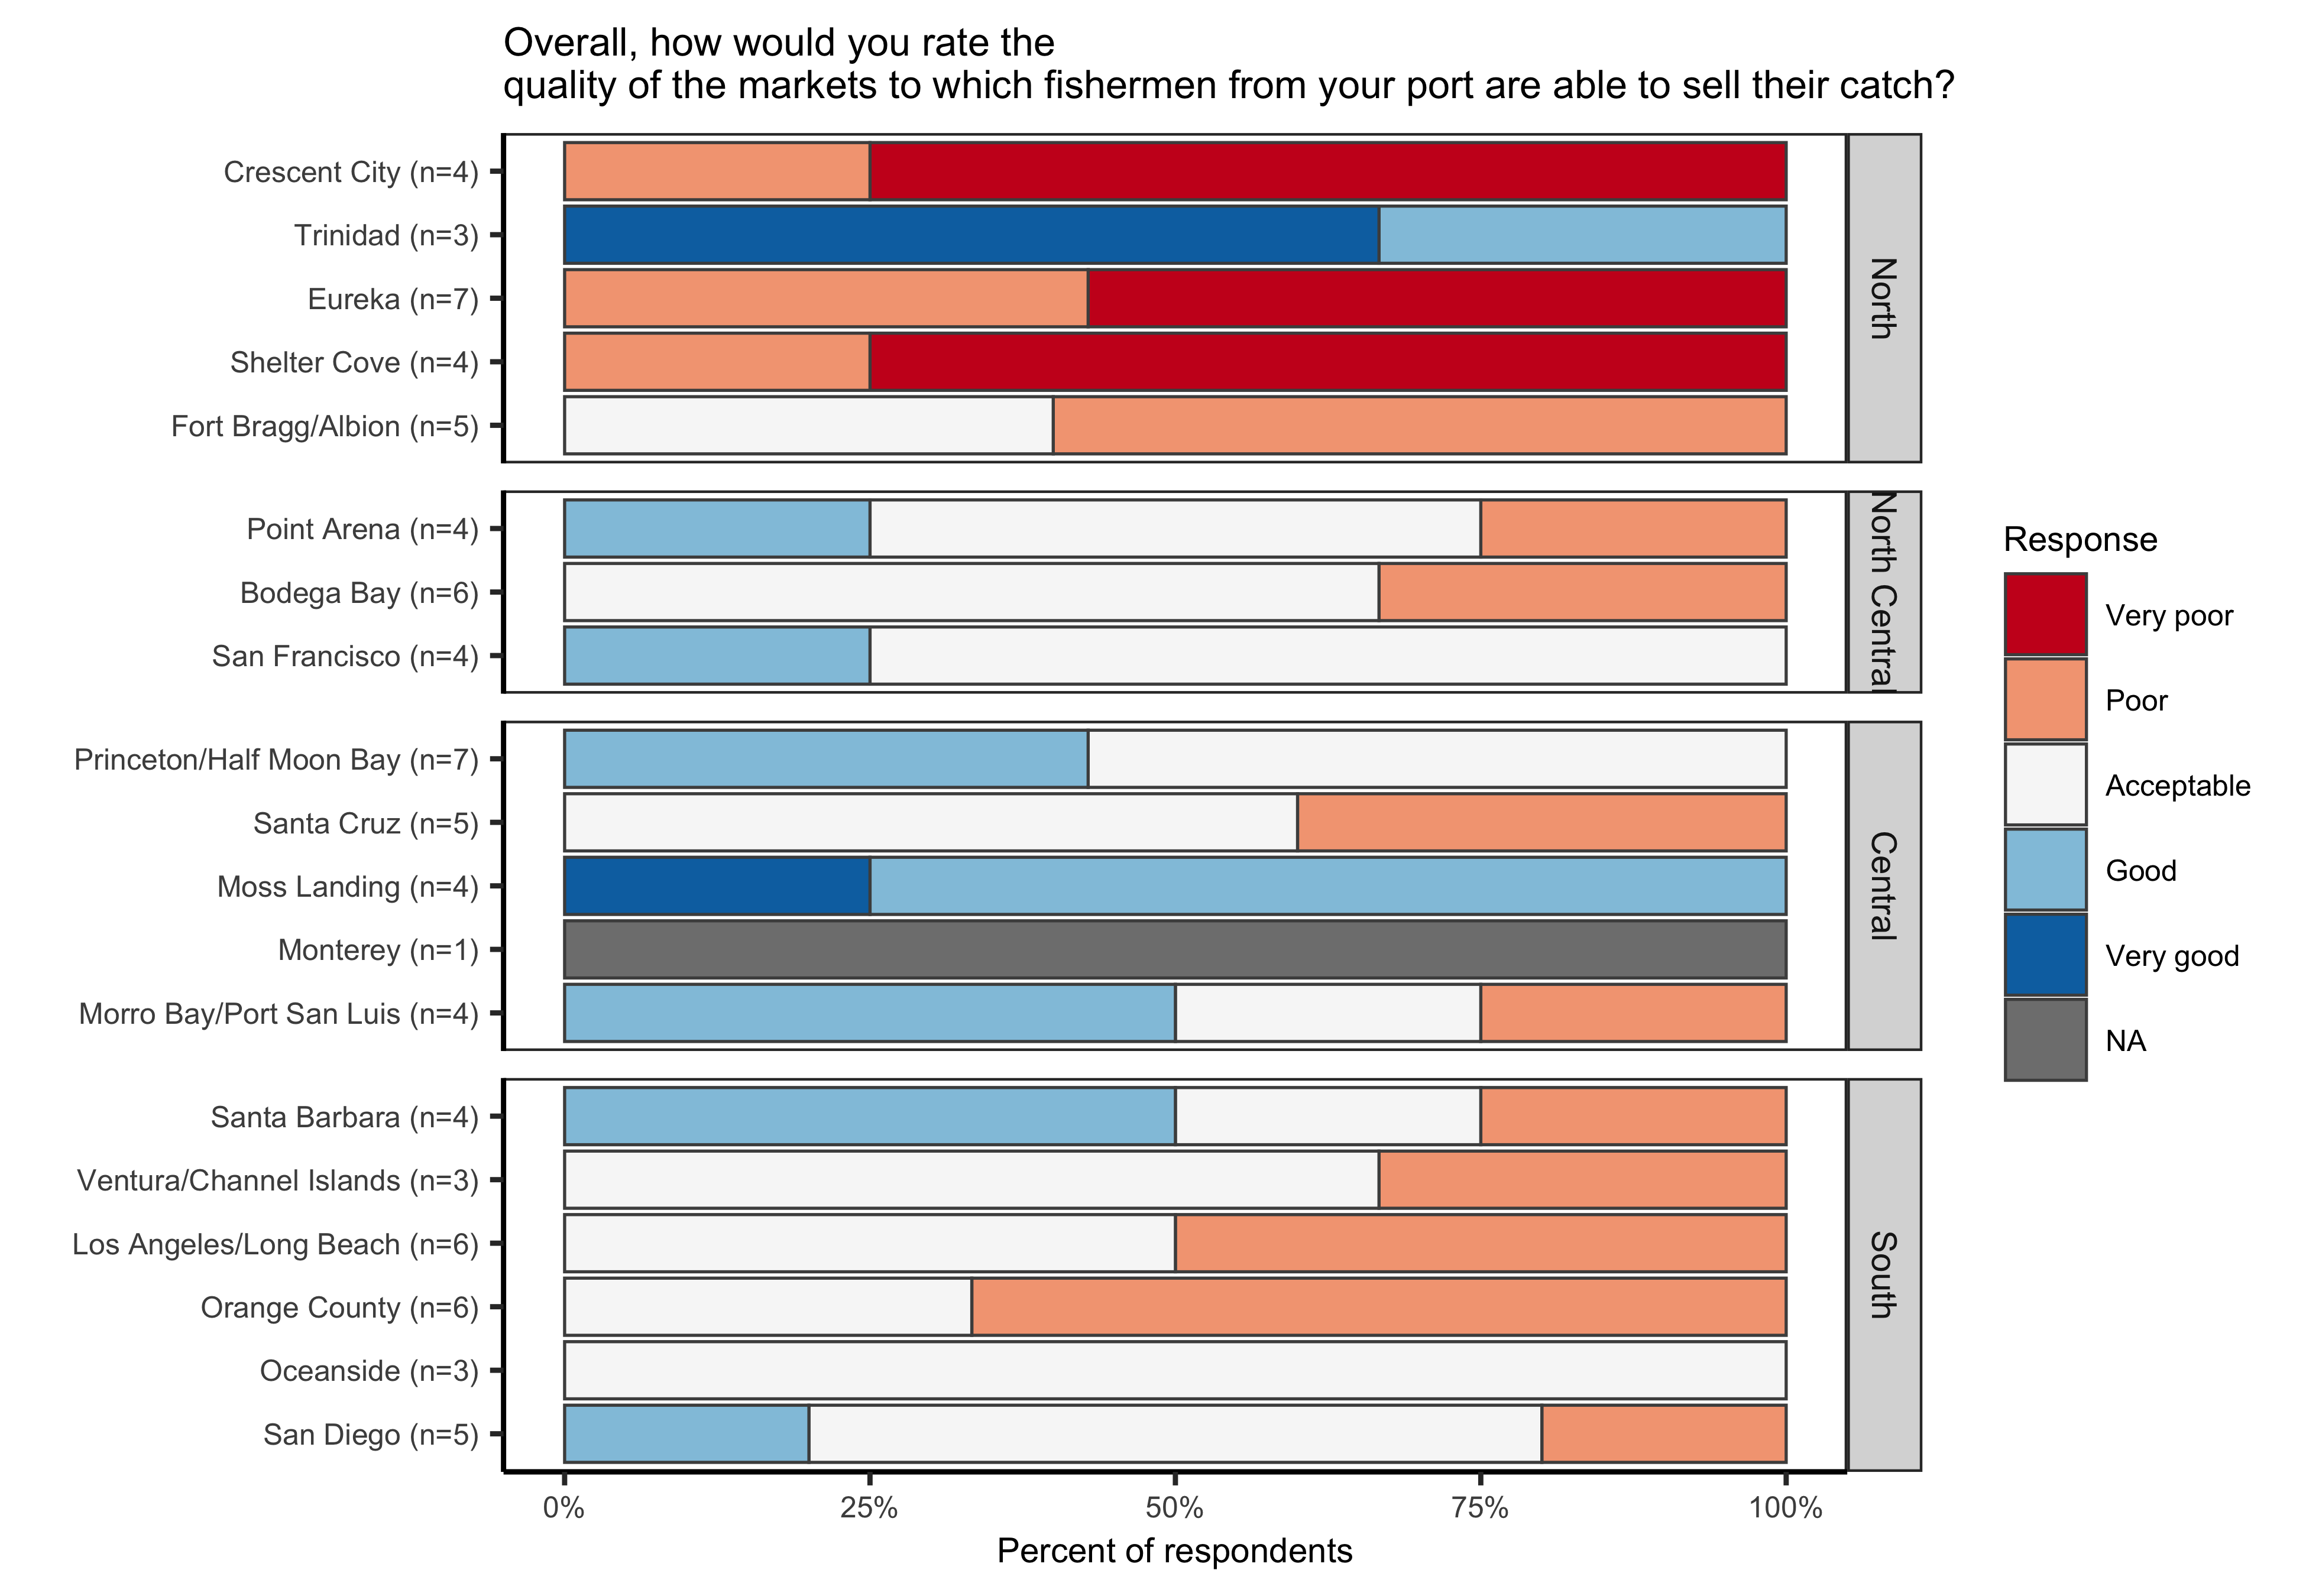 Overall, how would you rate the
quality of the markets to which fishermen from your port are able to sell their catch?
Crescent City (n=4)
Trinidad (n=3)
Eureka (n=7)
Shelter Cove (n=4)
Fort Bragg/Albion (n=5)
North
Point Arena (n=4)
Bodega Bay (n=6)
San Francisco (n=4)
North Central
Princeton/Half Moon Bay (n=7)
Santa Cruz (n=5)
Moss Landing (n=4)
Monterey (n=1)
Morro Bay/Port San Luis (n=4)
Central
Santa Barbara (n=4)
Ventura/Channel Islands (n=3)
Los Angeles/Long Beach (n=6)
Orange County (n=6)
Oceanside (n=3)
San Diego (n=5)
South
0%
25%
50%
75%
100%
Percent of respondents
Response
Very poor
Poor
Acceptable
Good
Very good
NA